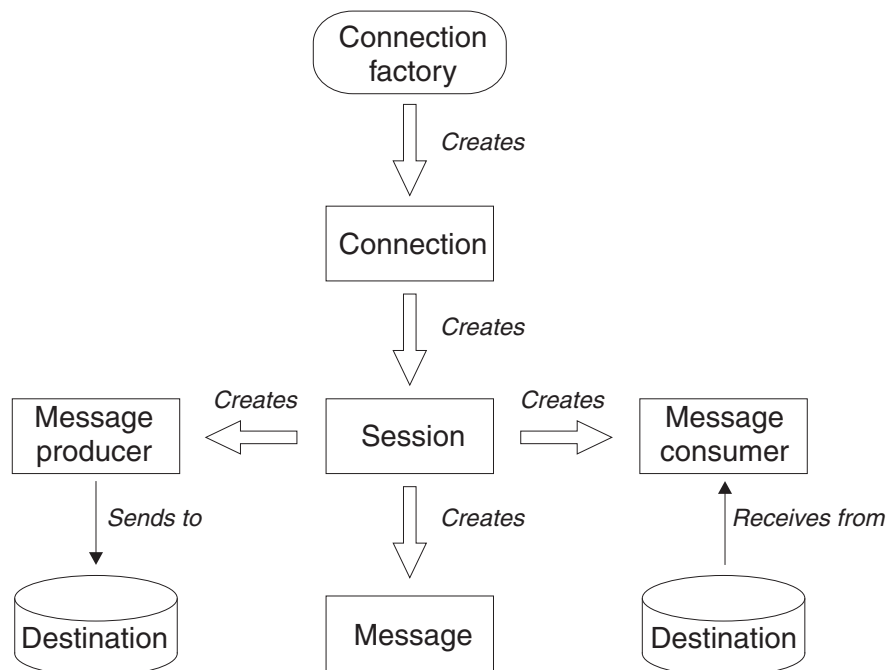 Connection
factory
Creates
Connection
Creates
Creates
Creates
Message
producer
Session
Message
consumer
Sends to
Creates
Receives from
Destination
Message
Destination